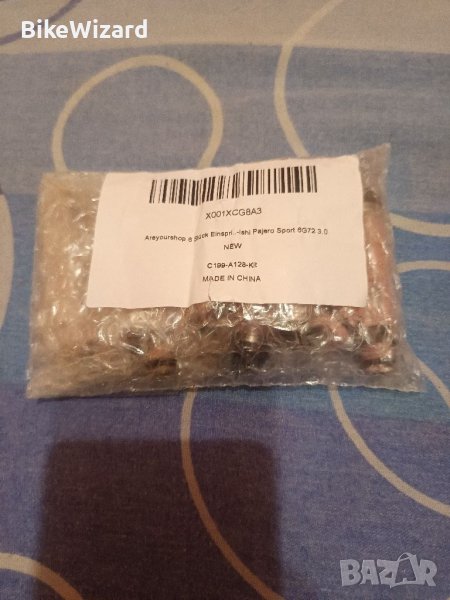 BikeWizard
X001XCG8A3
Areyourshop 6 Stück Einspri...-ishi Pajero Sport 6G72 3.0
NEW
C199-A128-Kit
MADE IN CHINA
BAZAR